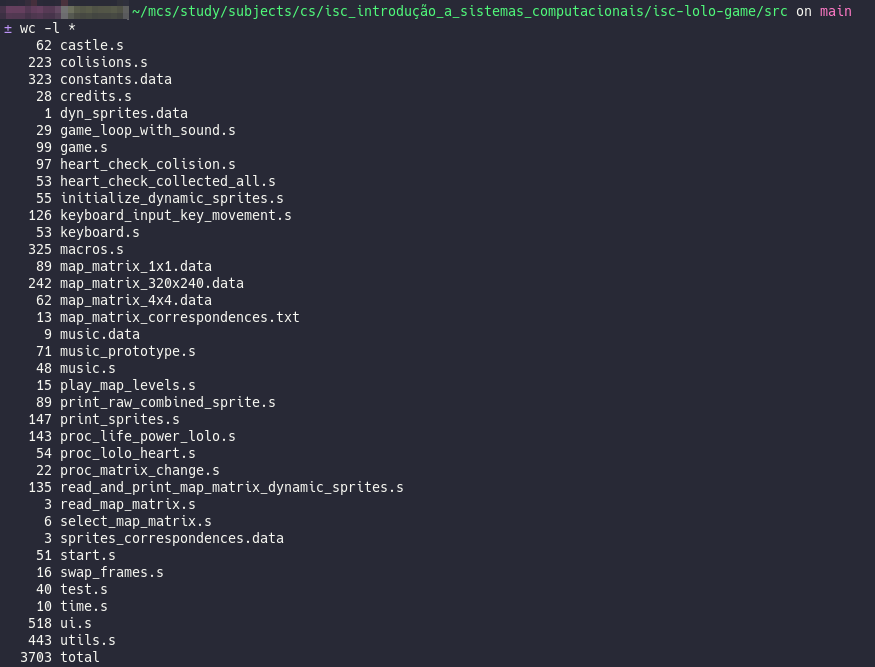 ~/mcs/study/subjects/cs/isc_introdução_a_sistemas_computacionais/isc-lolo-game/src on main
± wc -l *
62 castle.s
223 colisions.s
323 constants.data
28 credits.s
1 dyn_sprites.data
29 game_loop_with_sound.s
99 game.s
97 heart_check_colision.s
53 heart_check_collected_all.s
55 initialize_dynamic_sprites.s
126 keyboard_input_key_movement.s
53 keyboard.s
325 macros.s
89 map_matrix_1x1.data
242 map_matrix_320x240.data
62 map_matrix_4x4.data
13 map_matrix_correspondences.txt
9 music.data
71 music_prototype.s
48 music.s
15 play_map_levels.s
89 print_raw_combined_sprite.s
147 print_sprites.s
143 proc_life_power_lolo.s
54 proc_lolo_heart.s
22 proc_matrix_change.s
135 read_and_print_map_matrix_dynamic_sprites.s
3 read_map_matrix.s
6 select_map_matrix.s
3 sprites_correspondences.data
51 start.s
16 swap_frames.s
40 test.s
10 time.s
518 ui.s
443 utils.s
3703 total